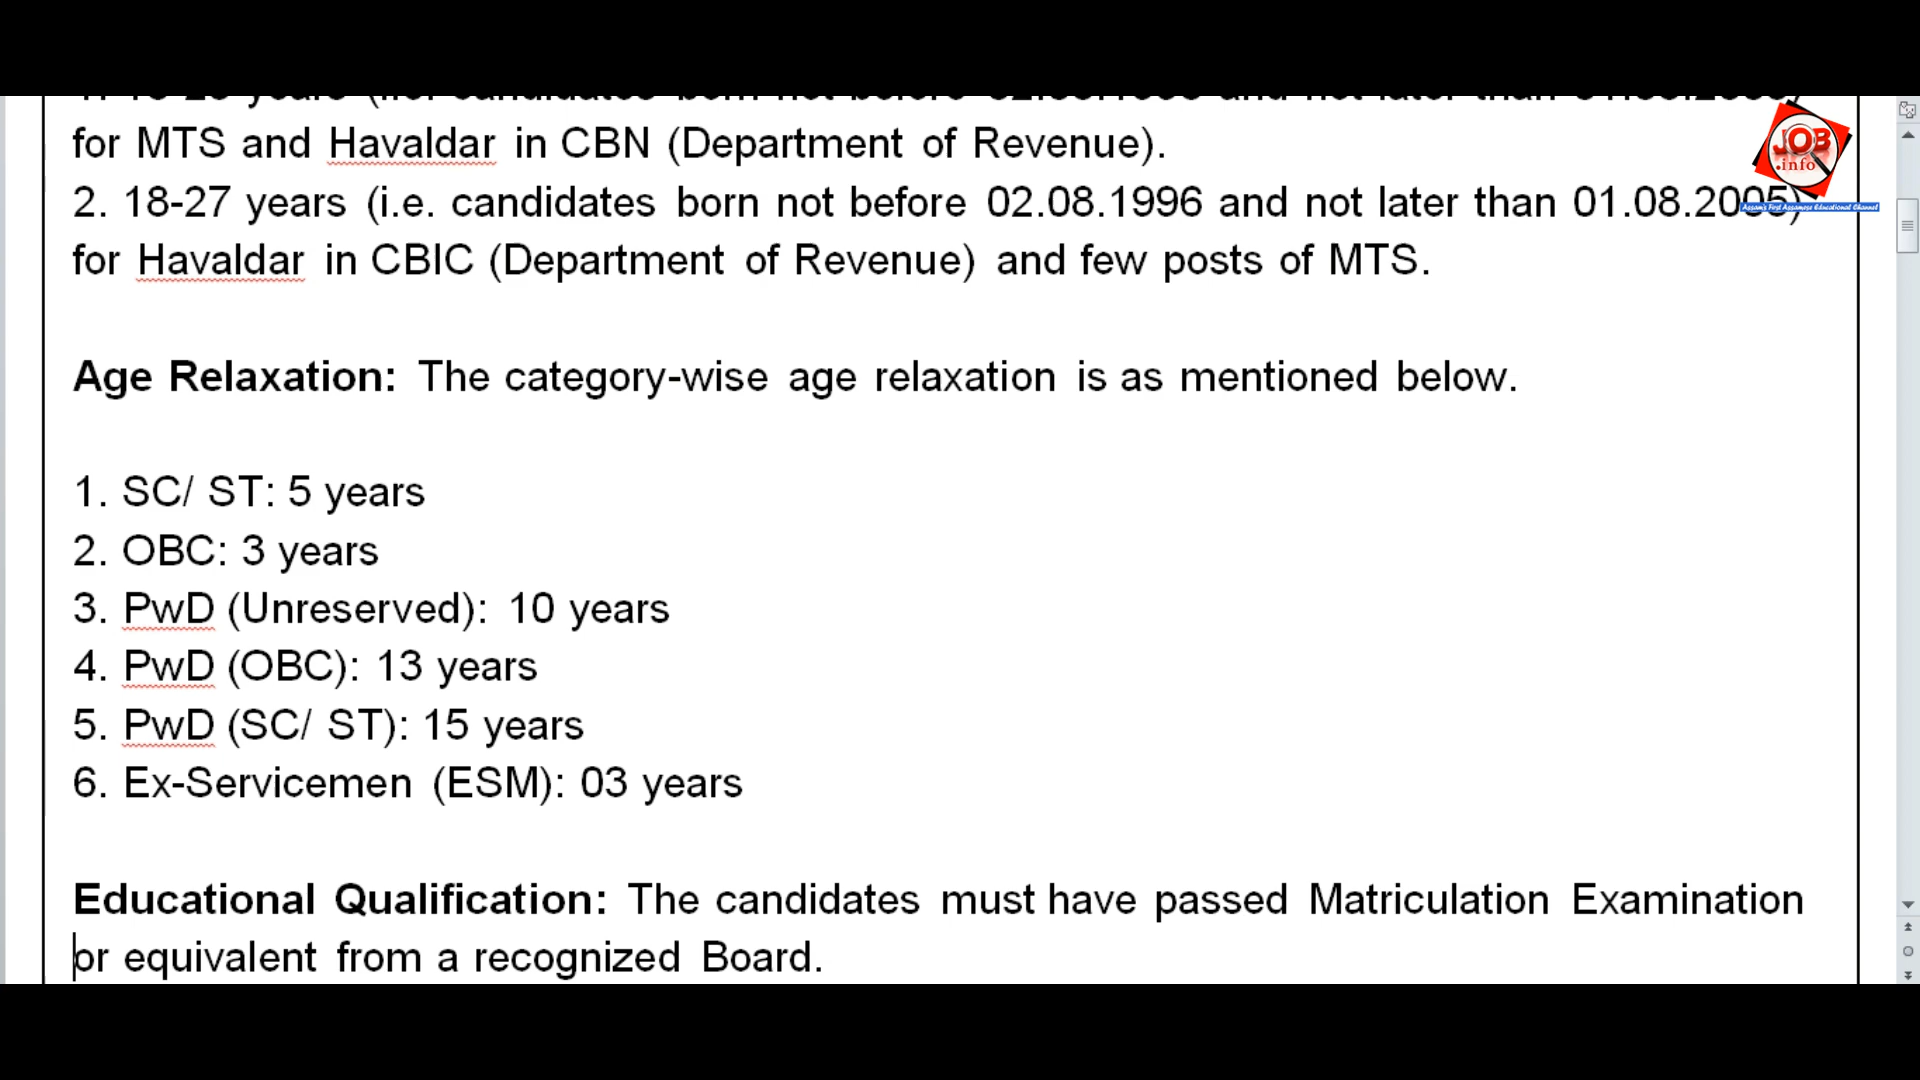 for MTS and Havaldar in CBN (Department of Revenue).
2. 18-27 years (i.e. candidates born not before 02.08.1996 and not later than 01.08.2005)
for Havaldar in CBIC (Department of Revenue) and few posts of MTS.
Age Relaxation: The category-wise age relaxation is as mentioned below.
1. SC/ ST: 5 years
2. OBC: 3 years
3. PwD (Unreserved): 10 years
4. PwD (OBC): 13 years
5. PwD (SC/ ST): 15 years
6. Ex-Servicemen (ESM): 03 years
Educational Qualification: The candidates must have passed Matriculation Examination
or equivalent from a recognized Board.
JOB
.info
Assam's First Assamese Educational Channel